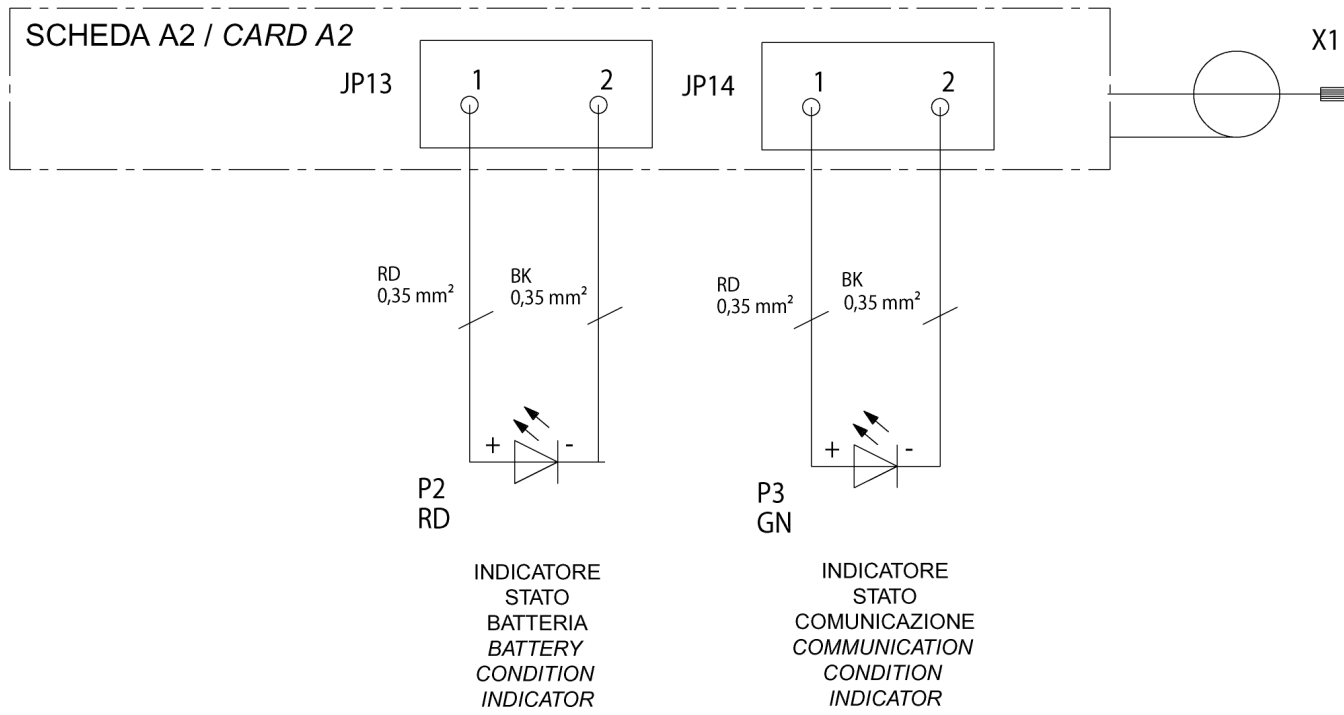 SCHEDA A2 / CARD A2
X1
JP13
1
2
JP14
1
2
RD
0,35 mm²
BK
0,35 mm²
RD
0,35 mm²
BK
0,35 mm²
+
-
+
-
P2
RD
P3
GN
INDICATORE
STATO
BATTERIA
BATTERY
CONDITION
INDICATOR
INDICATORE
STATO
COMUNICAZIONE
COMMUNICATION
CONDITION
INDICATOR